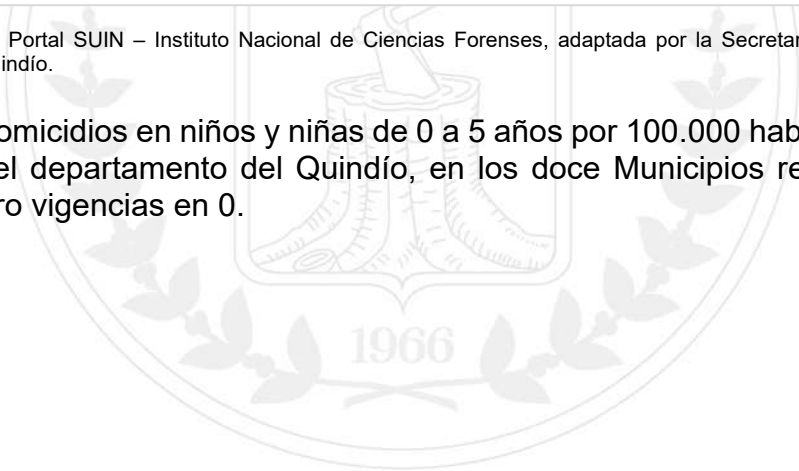 Portal SUIN – Instituto Nacional de Ciencias Forenses, adaptada por la Secretar
indío.
omicidios en niños y niñas de 0 a 5 años por 100.000 hab
el departamento del Quindío, en los doce Municipios re
ro vigencias en 0.
1966